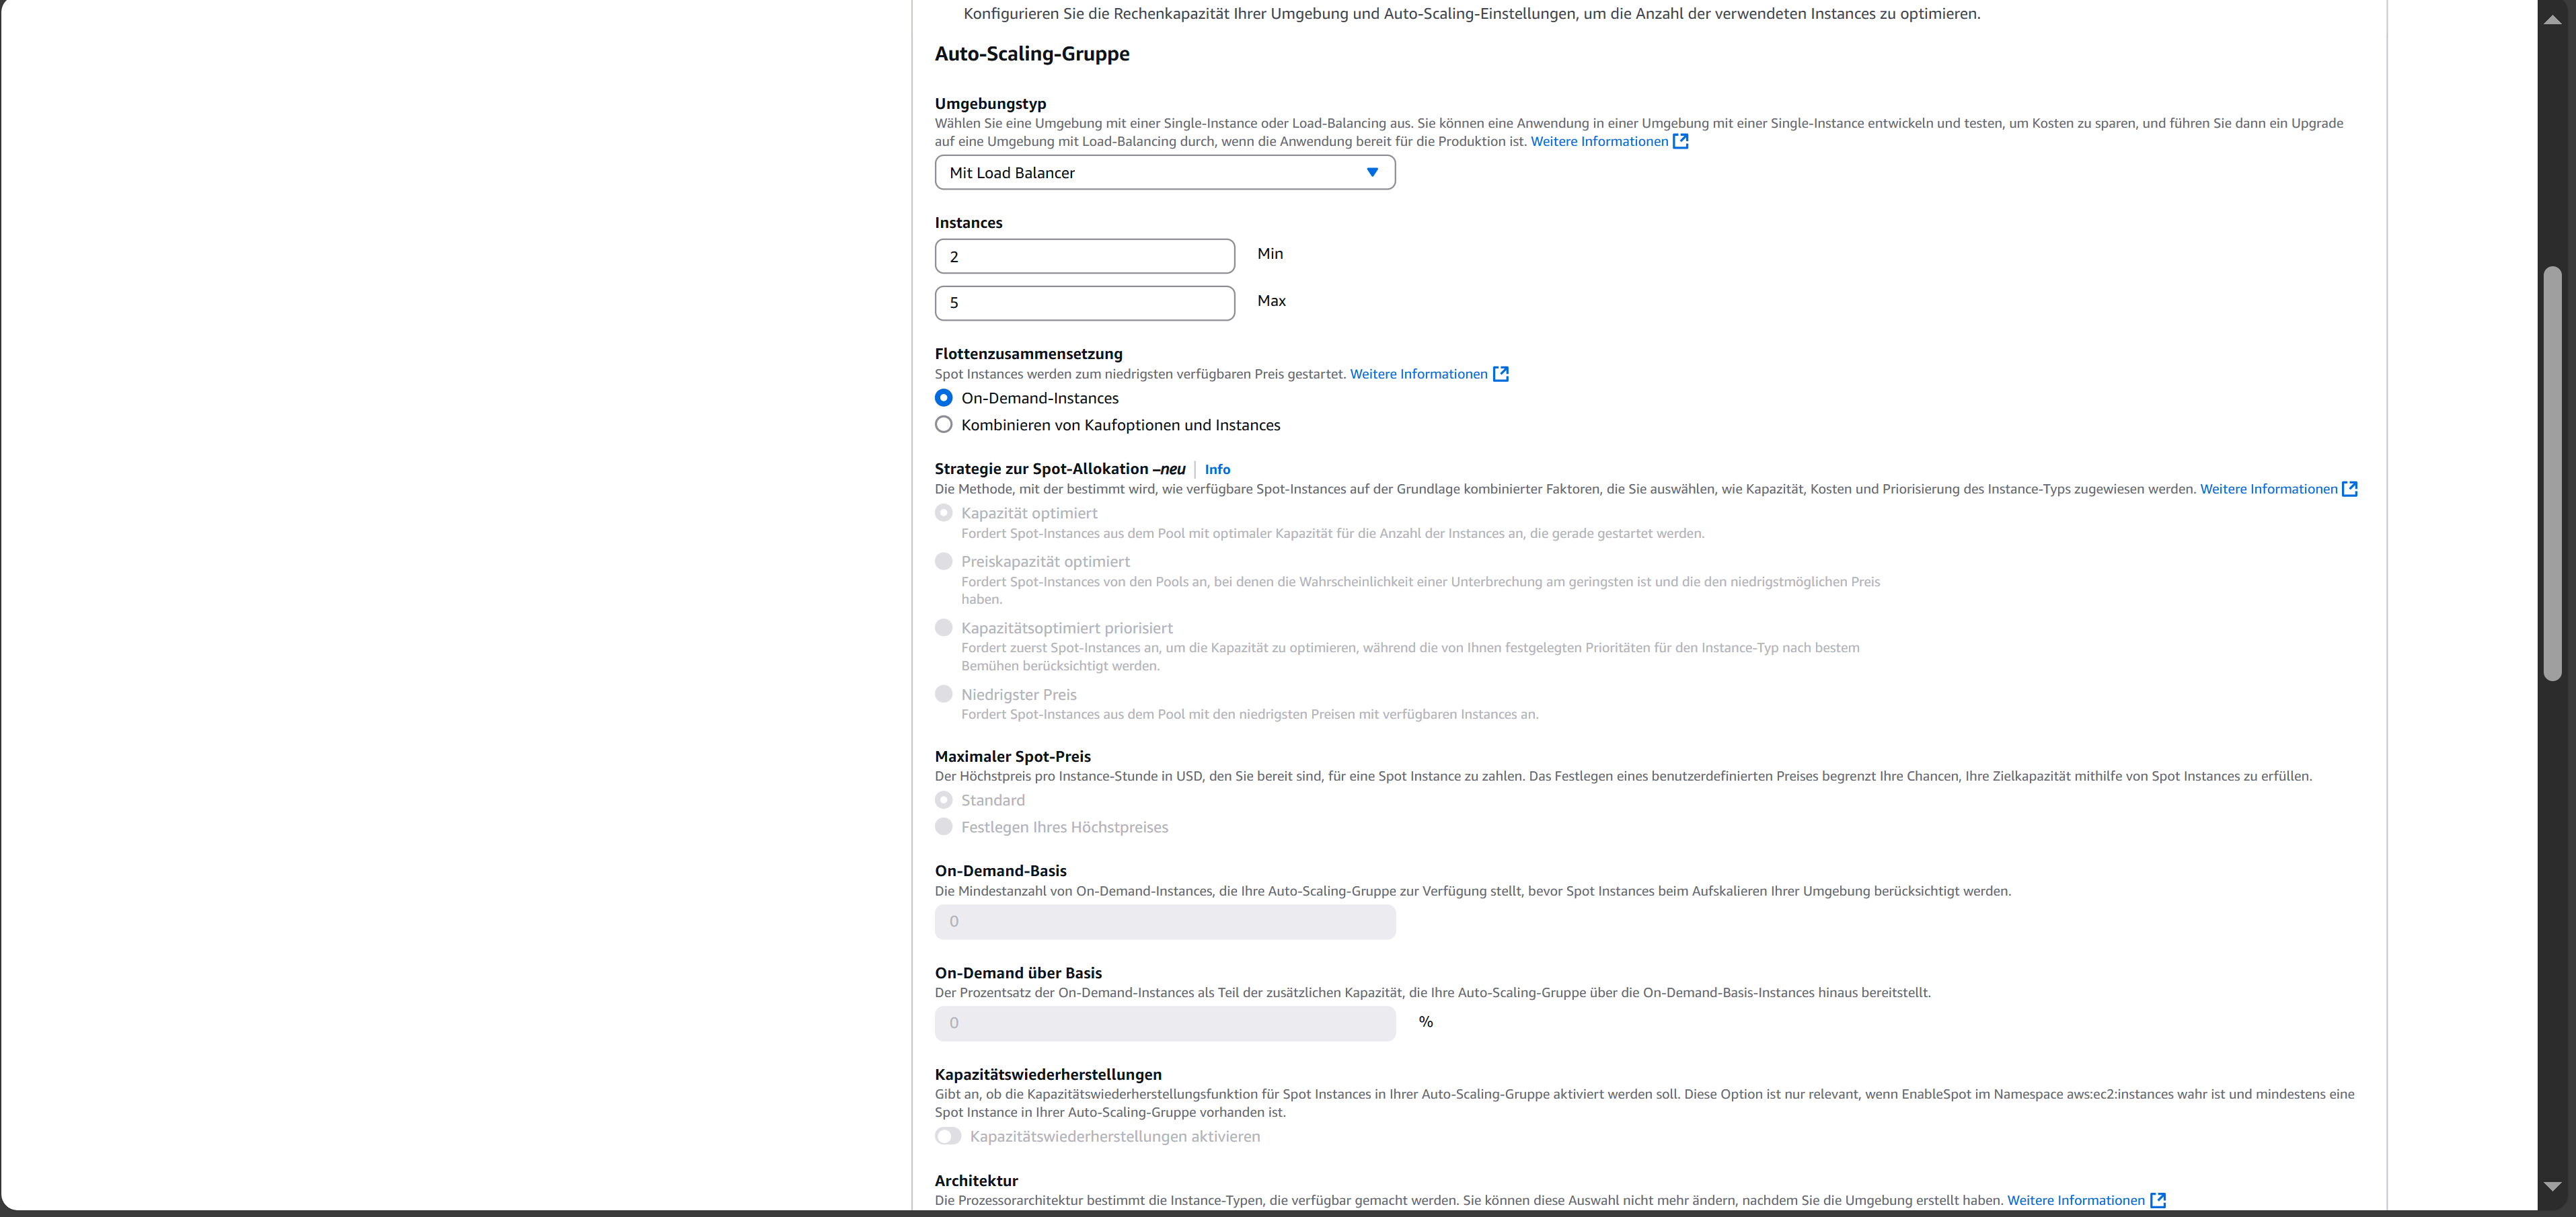 Konfigurieren Sie die Rechenkapazität Ihrer Umgebung und Auto-Scaling-Einstellungen, um die Anzahl der verwendeten Instances zu optimieren.
Auto-Scaling-Gruppe
Umgebungstyp
Wählen Sie eine Umgebung mit einer Single-Instance oder Load-Balancing aus. Sie können eine Anwendung in einer Umgebung mit einer Single-Instance entwickeln und testen, um Kosten zu sparen, und führen Sie dann ein Upgrade
auf eine Umgebung mit Load-Balancing durch, wenn die Anwendung bereit für die Produktion ist. Weitere Informationen
Mit Load Balancer
Instances
2 Min
5 Max
Flottenzusammensetzung
Spot Instances werden zum niedrigsten verfügbaren Preis gestartet. Weitere Informationen
On-Demand-Instances
Kombinieren von Kaufoptionen und Instances
Strategie zur Spot-Allokation –neu Info
Die Methode, mit der bestimmt wird, wie verfügbare Spot-Instances auf der Grundlage kombinierter Faktoren, die Sie auswählen, wie Kapazität, Kosten und Priorisierung des Instance-Typs zugewiesen werden. Weitere Informationen
Kapazität optimiert
Fordert Spot-Instances aus dem Pool mit optimaler Kapazität für die Anzahl der Instances an, die gerade gestartet werden.
Preiskapazität optimiert
Fordert Spot-Instances von den Pools an, bei denen die Wahrscheinlichkeit einer Unterbrechung am geringsten ist und die den niedrigstmöglichen Preis
haben.
Kapazitätsoptimiert priorisiert
Fordert zuerst Spot-Instances an, um die Kapazität zu optimieren, während die von Ihnen festgelegten Prioritäten für den Instance-Typ nach bestem
Bemühen berücksichtigt werden.
Niedrigster Preis
Fordert Spot-Instances aus dem Pool mit den niedrigsten Preisen mit verfügbaren Instances an.
Maximaler Spot-Preis
Der Höchstpreis pro Instance-Stunde in USD, den Sie bereit sind, für eine Spot Instance zu zahlen. Das Festlegen eines benutzerdefinierten Preises begrenzt Ihre Chancen, Ihre Zielkapazität mithilfe von Spot Instances zu erfüllen.
Standard
Festlegen Ihres Höchstpreises
On-Demand-Basis
Die Mindestanzahl von On-Demand-Instances, die Ihre Auto-Scaling-Gruppe zur Verfügung stellt, bevor Spot Instances beim Aufskalieren Ihrer Umgebung berücksichtigt werden.
0
On-Demand über Basis
Der Prozentsatz der On-Demand-Instances als Teil der zusätzlichen Kapazität, die Ihre Auto-Scaling-Gruppe über die On-Demand-Basis-Instances hinaus bereitstellt.
0 %
Kapazitätswiederherstellungen
Gibt an, ob die Kapazitätswiederherstellungsfunktion für Spot Instances in Ihrer Auto-Scaling-Gruppe aktiviert werden soll. Diese Option ist nur relevant, wenn EnableSpot im Namespace aws:ec2:instances wahr ist und mindestens eine
Spot Instance in Ihrer Auto-Scaling-Gruppe vorhanden ist.
Kapazitätswiederherstellungen aktivieren
Architektur
Die Prozessorarchitektur bestimmt die Instance-Typen, die verfügbar gemacht werden. Sie können diese Auswahl nicht mehr ändern, nachdem Sie die Umgebung erstellt haben. Weitere Informationen